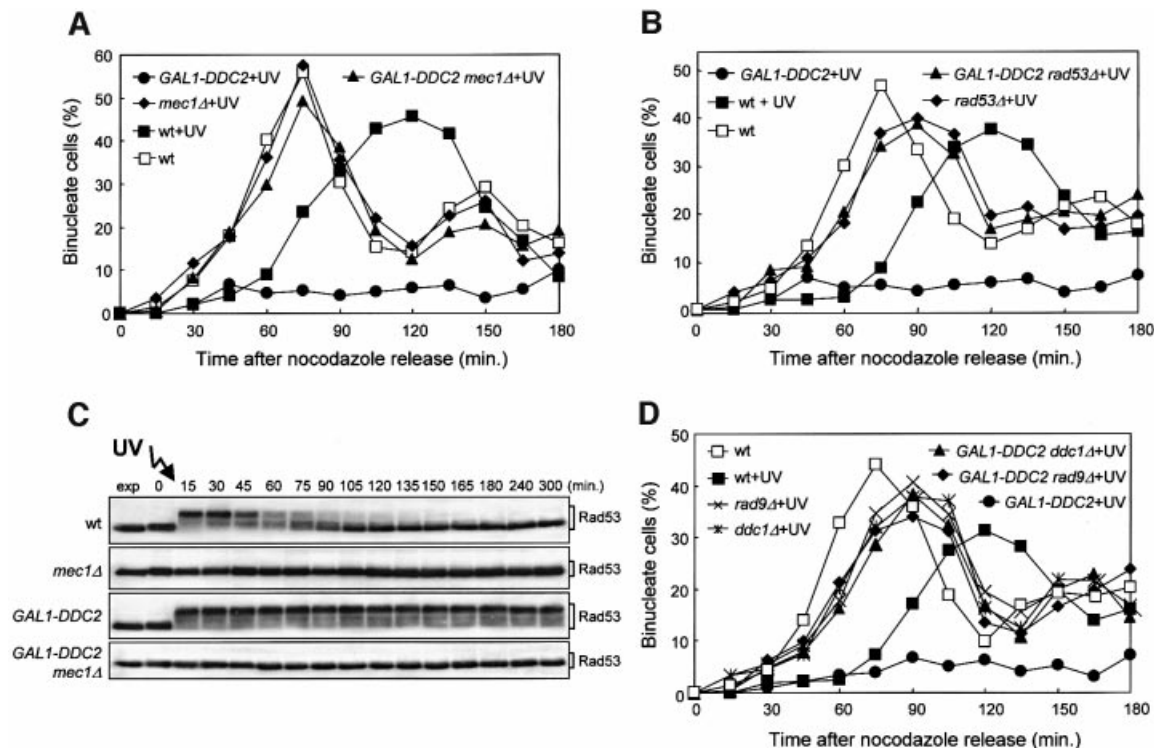 A
Binucleate cells (%)
60
50
40
30
20
10
0
GAL1-DDC2+UV
GAL1-DDC2 mec1Δ+UV
mec1Δ+UV
wt+UV
wt
0 30 60 90 120 150 180
Time after nocodazole release (min.)
B
Binucleate cells (%)
50
40
30
20
10
0
GAL1-DDC2+UV
GAL1-DDC2 rad53Δ+UV
wt + UV
rad53Δ+UV
wt
0 30 60 90 120 150 180
Time after nocodazole release (min.)
C
UV
exp 0 15 30 45 60 75 90 105 120 135 150 165 180 240 300 (min.)
wt
Rad53
mec1Δ
Rad53
GAL1-DDC2
Rad53
GAL1-DDC2
mec1Δ
Rad53
D
Binucleate cells (%)
50
40
30
20
10
0
wt
GAL1-DDC2 ddc1Δ+UV
wt+UV
GAL1-DDC2 rad9Δ+UV
rad9Δ+UV
GAL1-DDC2+UV
ddc1Δ+UV
0 30 60 90 120 150 180
Time after nocodazole release (min.)